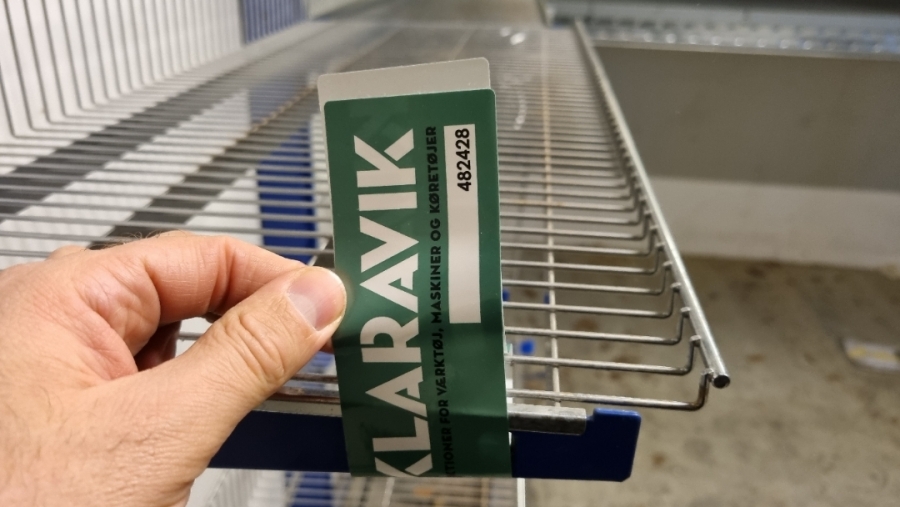 KLARAVIK
TIONER FOR VÆRKTØJ, MASKINER OG KØRETØJER
482428